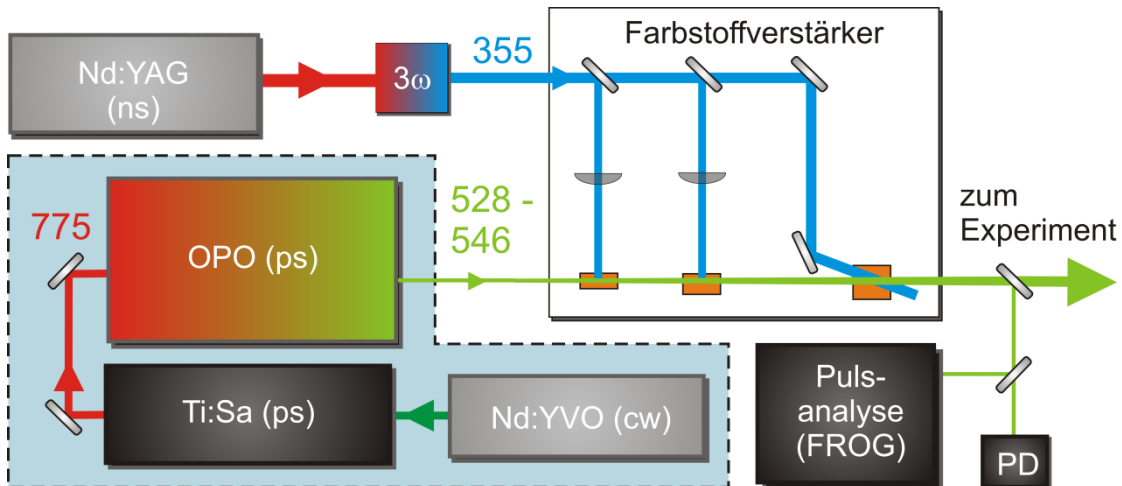 Nd:YAG
(ns)
3ω
355
Farbstoffverstärker
775
OPO (ps)
528 -
546
zum
Experiment
Ti:Sa (ps)
Nd:YVO (cw)
Puls-
analyse
(FROG)
PD